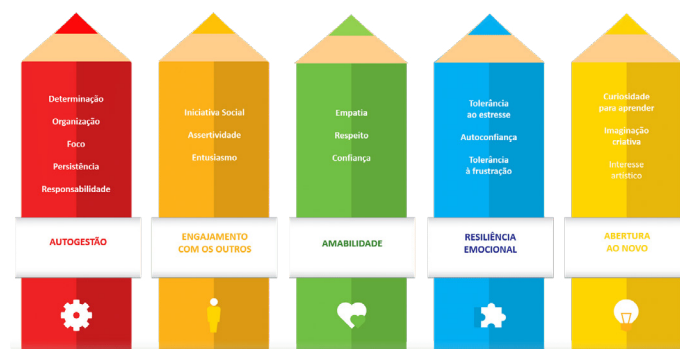 Determinação
Organização
Foco
Persistência
Responsabilidade
AUTOGESTÃO
Iniciativa Social
Assertividade
Entusiasmo
ENGAJAMENTO
COM OS OUTROS
Empatia
Respeito
Confiança
AMABILIDADE
Tolerância
ao estresse
Autoconfiança
Tolerância
à frustração
RESILIÊNCIA
EMOCIONAL
Curiosidade
para aprender
Imaginação
criativa
Interesse
artístico
ABERTURA
AO NOVO